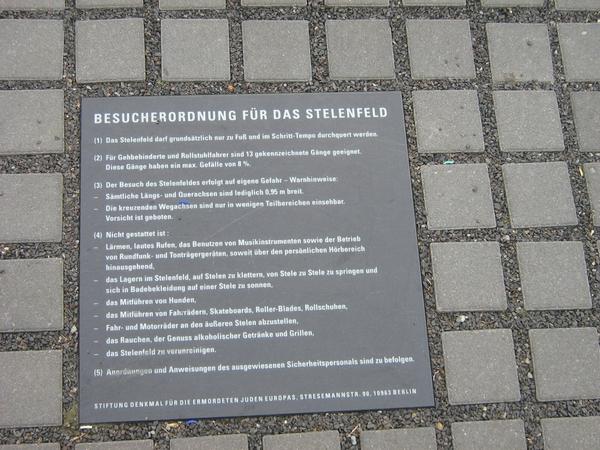 BESUCHERORDNUNG FÜR DAS STELENFELD
(1) Das Stelenfeld darf grundsätzlich nur zu Fuß und im Schritt-Tempo durchquert werden.
(2) Für Gehbehinderte und Rollstuhlfahrer sind 13 gekennzeichnete Gänge geeignet.
Diese Gänge haben ein max. Gefälle von 8 %.
(3) Der Besuch des Stelenfeldes erfolgt auf eigene Gefahr – Warnhinweise:
– Sämtliche Längs- und Querachsen sind lediglich 0,95 m breit.
– Die kreuzenden Wegachsen sind nur in wenigen Teilbereichen einsehbar.
Vorsicht ist geboten.
(4) Nicht gestattet ist :
– Lärmen, lautes Rufen, das Benutzen von Musikinstrumenten sowie der Betrieb
von Rundfunk- und Tonträgergeräten, soweit über den persönlichen Hörbereich
hinausgehend,
– das Lagern im Stelenfeld, auf Stelen zu klettern, von Stele zu Stele zu springen und
sich in Badebekleidung auf einer Stele zu sonnen,
– das Mitführen von Hunden,
– das Mitführen von Fahrrädern, Skateboards, Roller-Blades, Rollschuhen,
– Fahr- und Motorräder an den äußeren Stelen abzustellen,
– das Rauchen, der Genuss alkoholischer Getränke und Grillen,
– das Stelenfeld zu verunreinigen.
(5) Anordnungen und Anweisungen des ausgewiesenen Sicherheitspersonals sind zu befolgen.
STIFTUNG DENKMAL FÜR DIE ERMORDETEN JUDEN EUROPAS, STRESEMANNSTR. 90, 10963 BERLIN